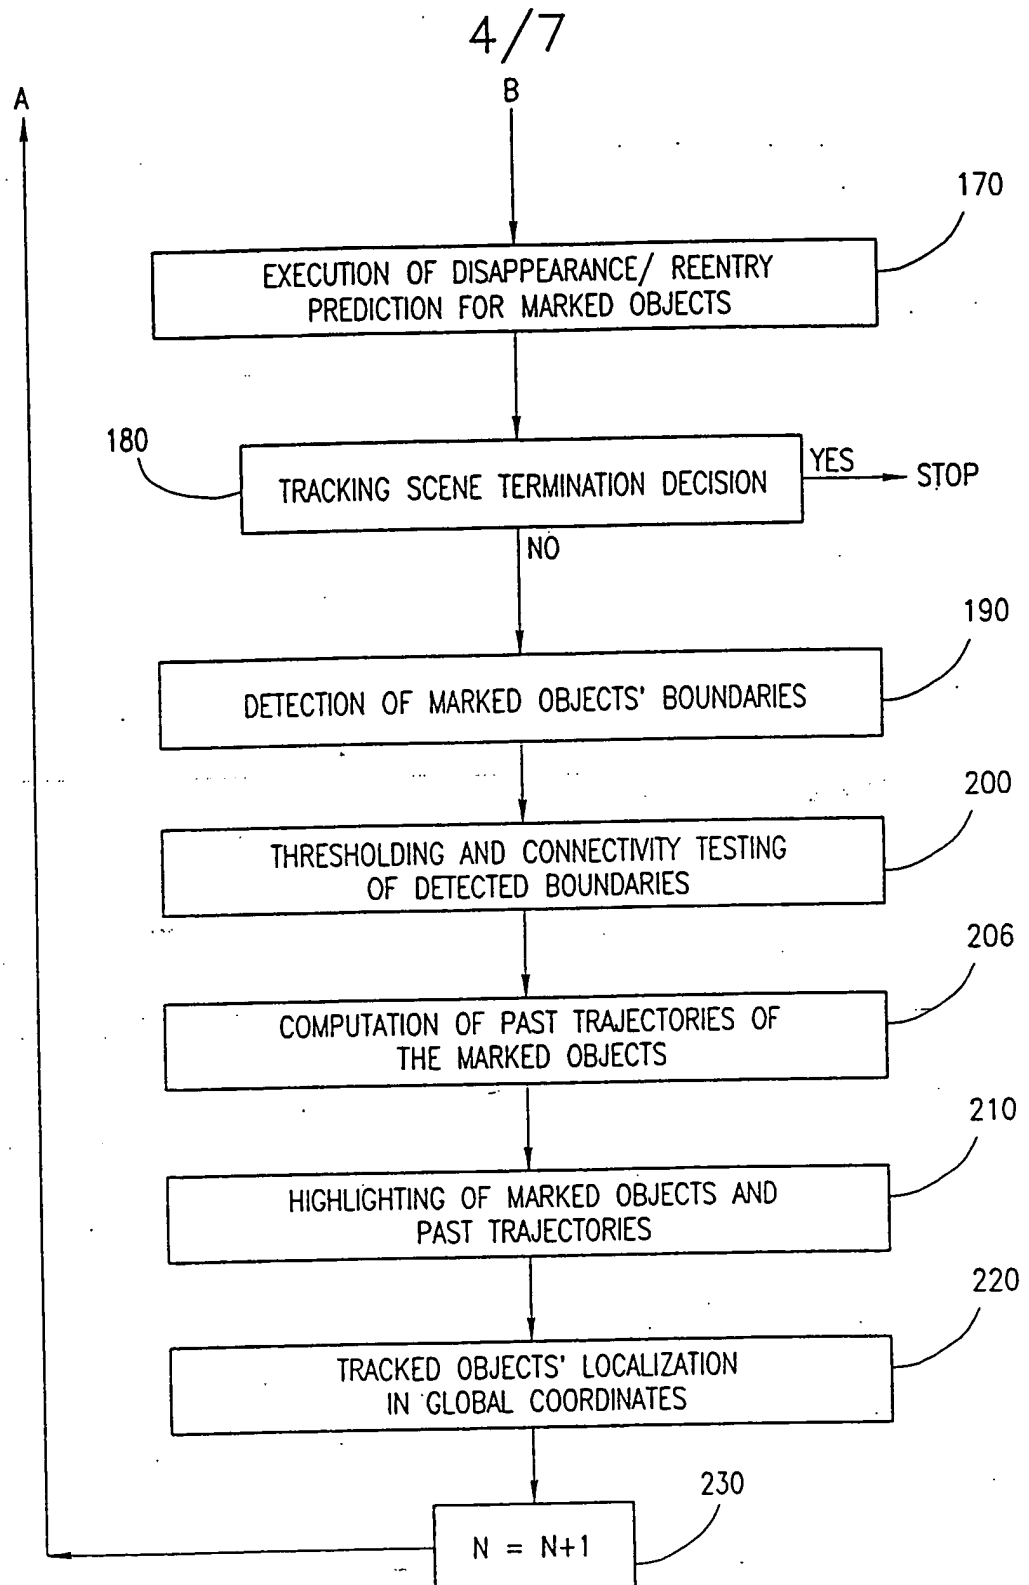 4/7
A
B
170
EXECUTION OF DISAPPEARANCE/ REENTRY
PREDICTION FOR MARKED OBJECTS
180
TRACKING SCENE TERMINATION DECISION
YES
STOP
NO
190
DETECTION OF MARKED OBJECTS' BOUNDARIES
200
THRESHOLDING AND CONNECTIVITY TESTING
OF DETECTED BOUNDARIES
206
COMPUTATION OF PAST TRAJECTORIES OF
THE MARKED OBJECTS
210
HIGHLIGHTING OF MARKED OBJECTS AND
PAST TRAJECTORIES
220
TRACKED OBJECTS' LOCALIZATION
IN GLOBAL COORDINATES
230
N = N+1